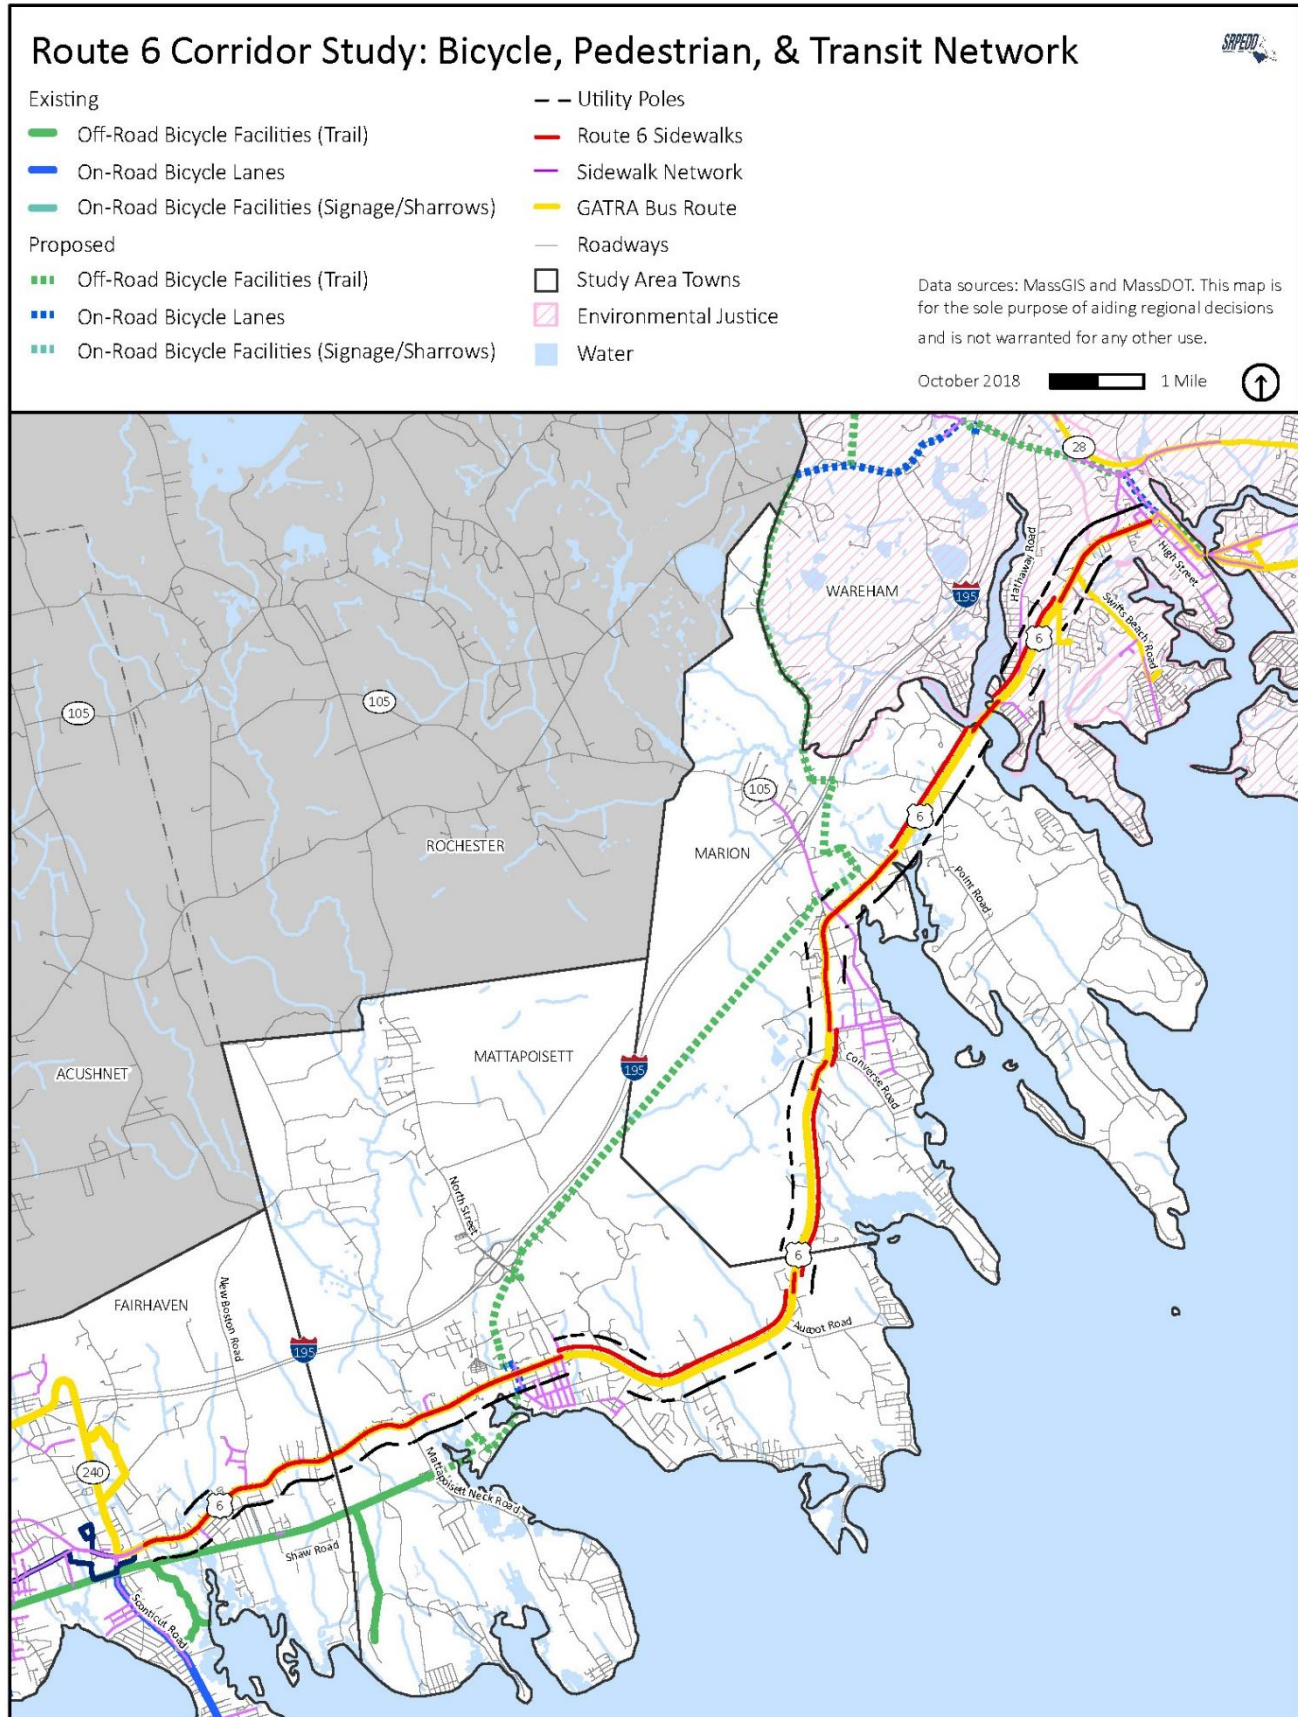 Route 6 Corridor Study: Bicycle, Pedestrian, & Transit Network
SRPEDD
Existing
Off-Road Bicycle Facilities (Trail)
On-Road Bicycle Lanes
On-Road Bicycle Facilities (Signage/Sharrows)
Proposed
Off-Road Bicycle Facilities (Trail)
On-Road Bicycle Lanes
On-Road Bicycle Facilities (Signage/Sharrows)
Utility Poles
Route 6 Sidewalks
Sidewalk Network
GATRA Bus Route
Roadways
Study Area Towns
Environmental Justice
Water
Data sources: MassGIS and MassDOT. This map is
for the sole purpose of aiding regional decisions
and is not warranted for any other use.
October 2018
1 Mile
28
Hathaway Road
High Street
WAREHAM
195
Swifts Beach Road
6
105
105
105
6
ROCHESTER
MARION
Point Road
MATTAPOISETT
195
ACUSHNET
Converse Road
North Street
6
New Boston Road
FAIRHAVEN
195
Aucoot Road
240
6
Mattapoisett Neck Road
Shaw Road
Sconticut Road